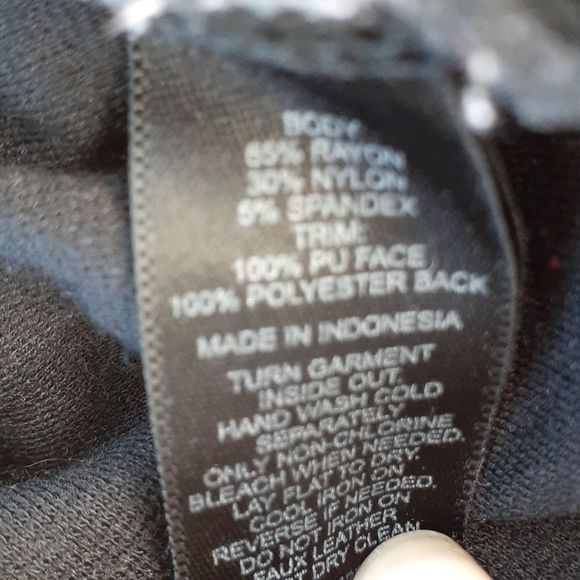 BODY
65% RAYON
30% NYLON
5% SPANDEX
TRIM:
100% PU FACE
100% POLYESTER BACK
MADE IN INDONESIA
TURN GARMENT
INSIDE OUT.
HAND WASH COLD
SEPARATELY
ONLY NON-CHLORINE
BLEACH WHEN NEEDED.
LAY FLAT TO DRY.
COOL IRON ON
REVERSE IF NEEDED.
DO NOT IRON ON
FAUX LEATHER
DRY CLEAN